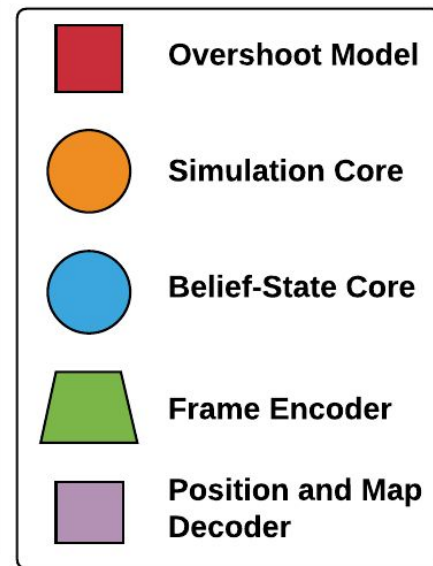 Overshoot Model
Simulation Core
Belief-State Core
Frame Encoder
Position and Map
Decoder